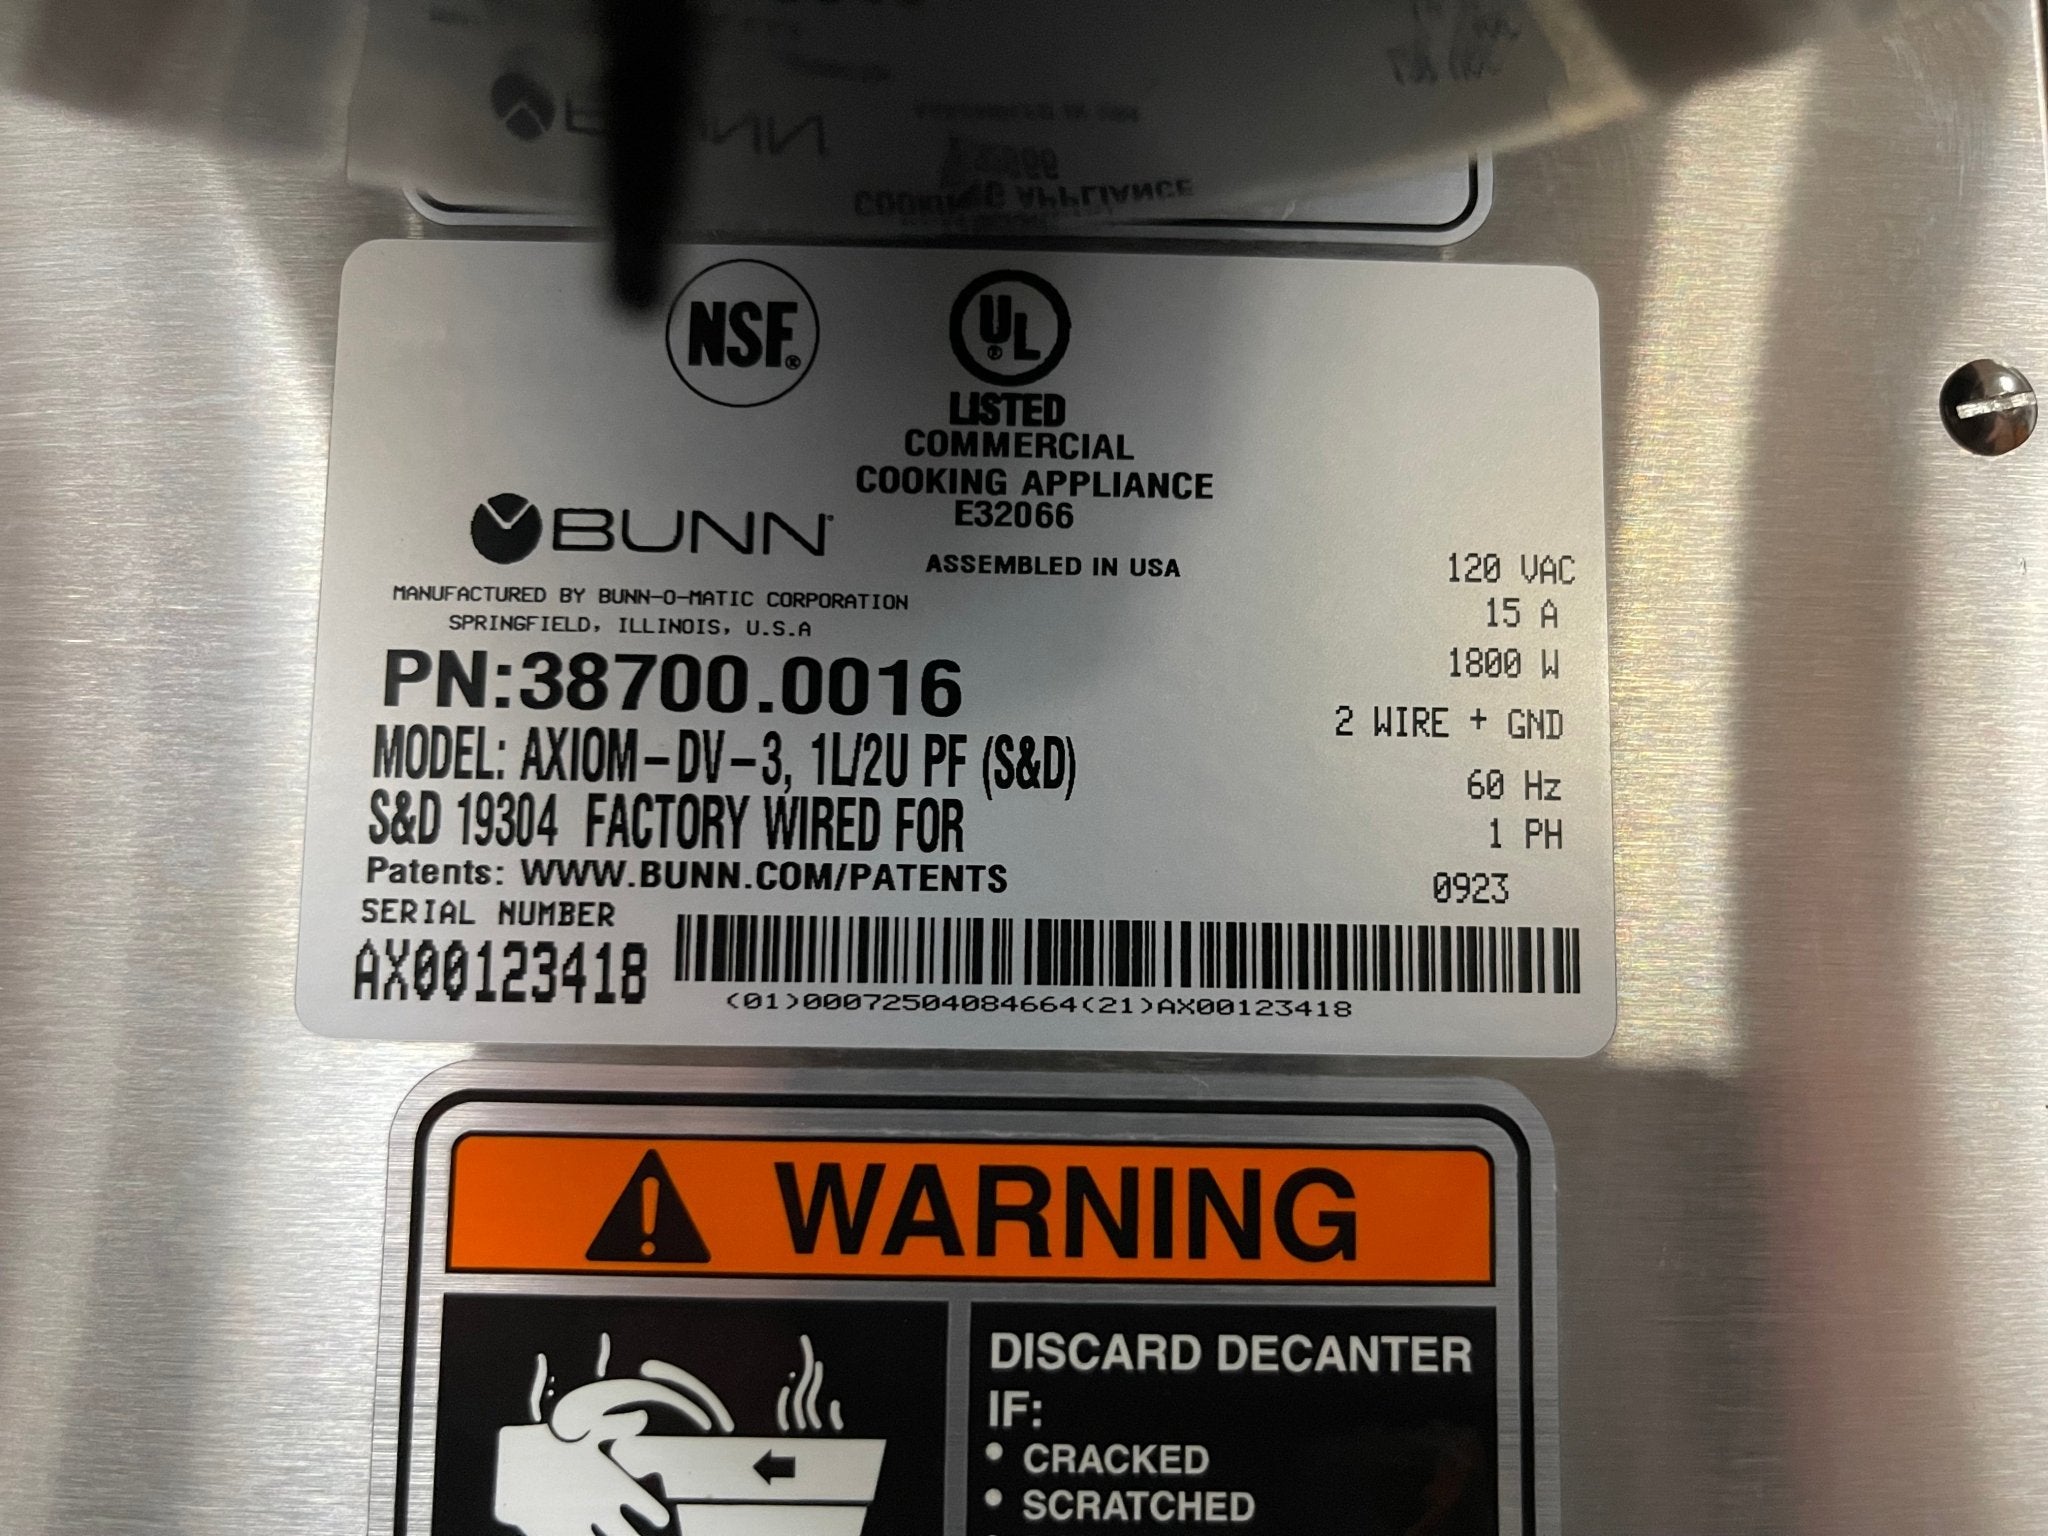 NSF®
UL®
LISTED
COMMERCIAL
COOKING APPLIANCE
E32066
BUNN®
ASSEMBLED IN USA
MANUFACTURED BY BUNN-O-MATIC CORPORATION
SPRINGFIELD, ILLINOIS, U.S.A
PN:38700.0016
MODEL: AXIOM-DV-3, 1L/2U PF (S&D)
S&D 19304 FACTORY WIRED FOR
Patents: WWW.BUNN.COM/PATENTS
120 VAC
15 A
1800 W
2 WIRE + GND
60 Hz
1 PH
0923
SERIAL NUMBER
AX00123418
(01)00072504084664(21)AX00123418
WARNING
DISCARD DECANTER
IF:
• CRACKED
• SCRATCHED